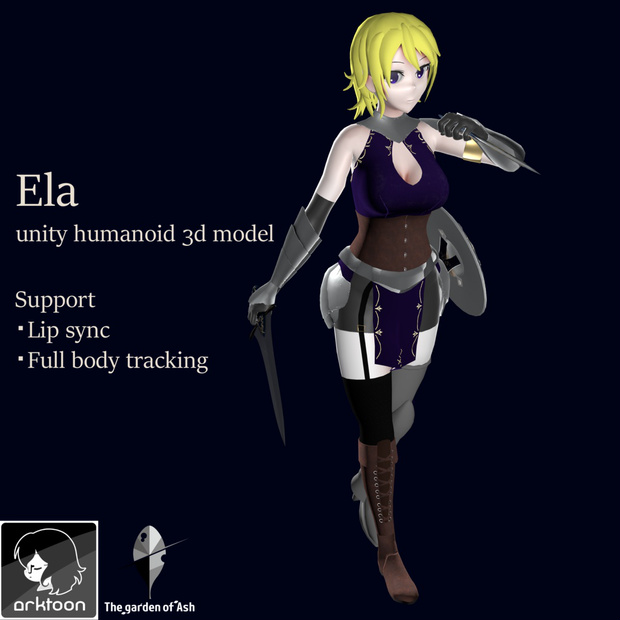 Ela
unity humanoid 3d model
Support
・Lip sync
・Full body tracking
arktoon
The garden of Ash